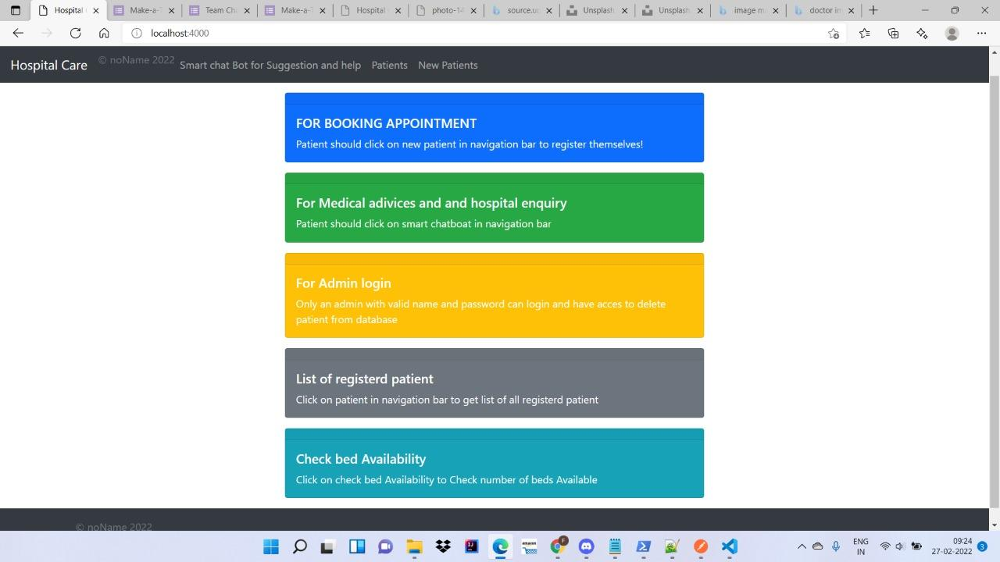 Hospital
Make-a-T
Team Ch
Make-a-T
Hospital
photo-14
source.un
Unsplash
Unsplash
image m
doctor in
localhost:4000
Hospital Care
© noName 2022
Smart chat Bot for Suggestion and help
Patients
New Patients
FOR BOOKING APPOINTMENT
Patient should click on new patient in navigation bar to register themselves!
For Medical adivices and and hospital enquiry
Patient should click on smart chatboat in navigation bar
For Admin login
Only an admin with valid name and password can login and have acces to delete
patient from database
List of registerd patient
Click on patient in navigation bar to get list of all registerd patient
Check bed Availability
Click on check bed Availability to Check number of beds Available
© noName 2022
amazon
F
ENG
IN
09:24
27-02-2022
3